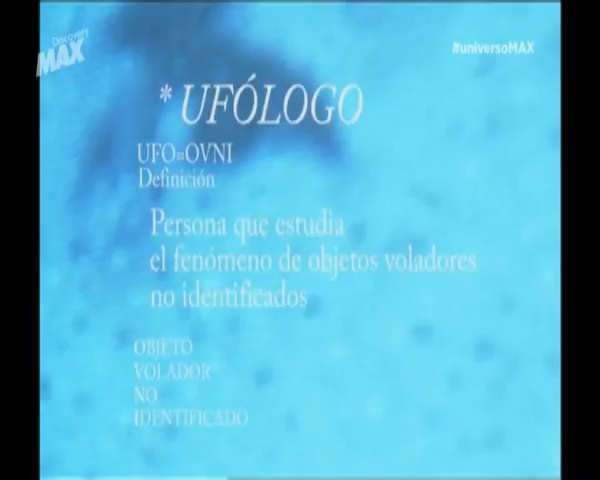 Discovery
MAX
#universoMAX
* UFÓLOGO
UFO=OVNI
Definición
Persona que estudia
el fenómeno de objetos voladores
no identificados
OBJETO
VOLADOR
NO
IDENTIFICADO